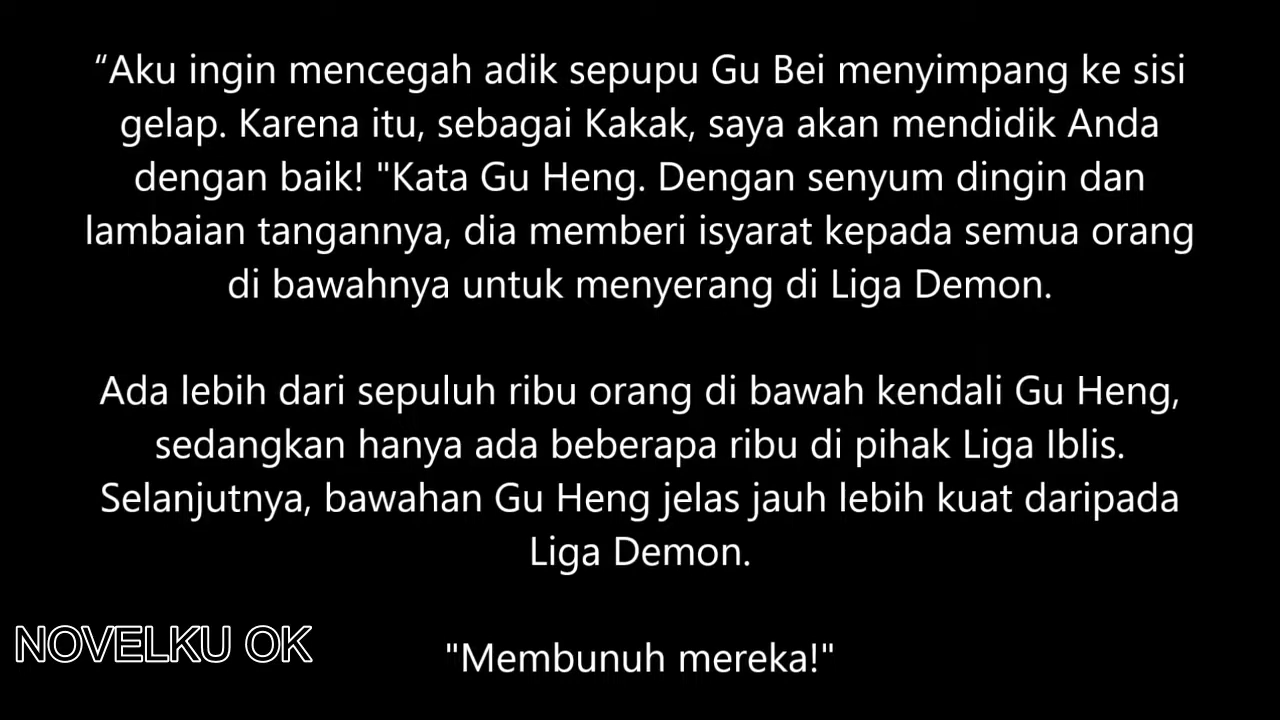 “Aku ingin mencegah adik sepupu Gu Bei menyimpang ke sisi
gelap. Karena itu, sebagai Kakak, saya akan mendidik Anda
dengan baik! "Kata Gu Heng. Dengan senyum dingin dan
lambaian tangannya, dia memberi isyarat kepada semua orang
di bawahnya untuk menyerang di Liga Demon.
Ada lebih dari sepuluh ribu orang di bawah kendali Gu Heng,
sedangkan hanya ada beberapa ribu di pihak Liga Iblis.
Selanjutnya, bawahan Gu Heng jelas jauh lebih kuat daripada
Liga Demon.
"Membunuh mereka!"
NOVELKU OK